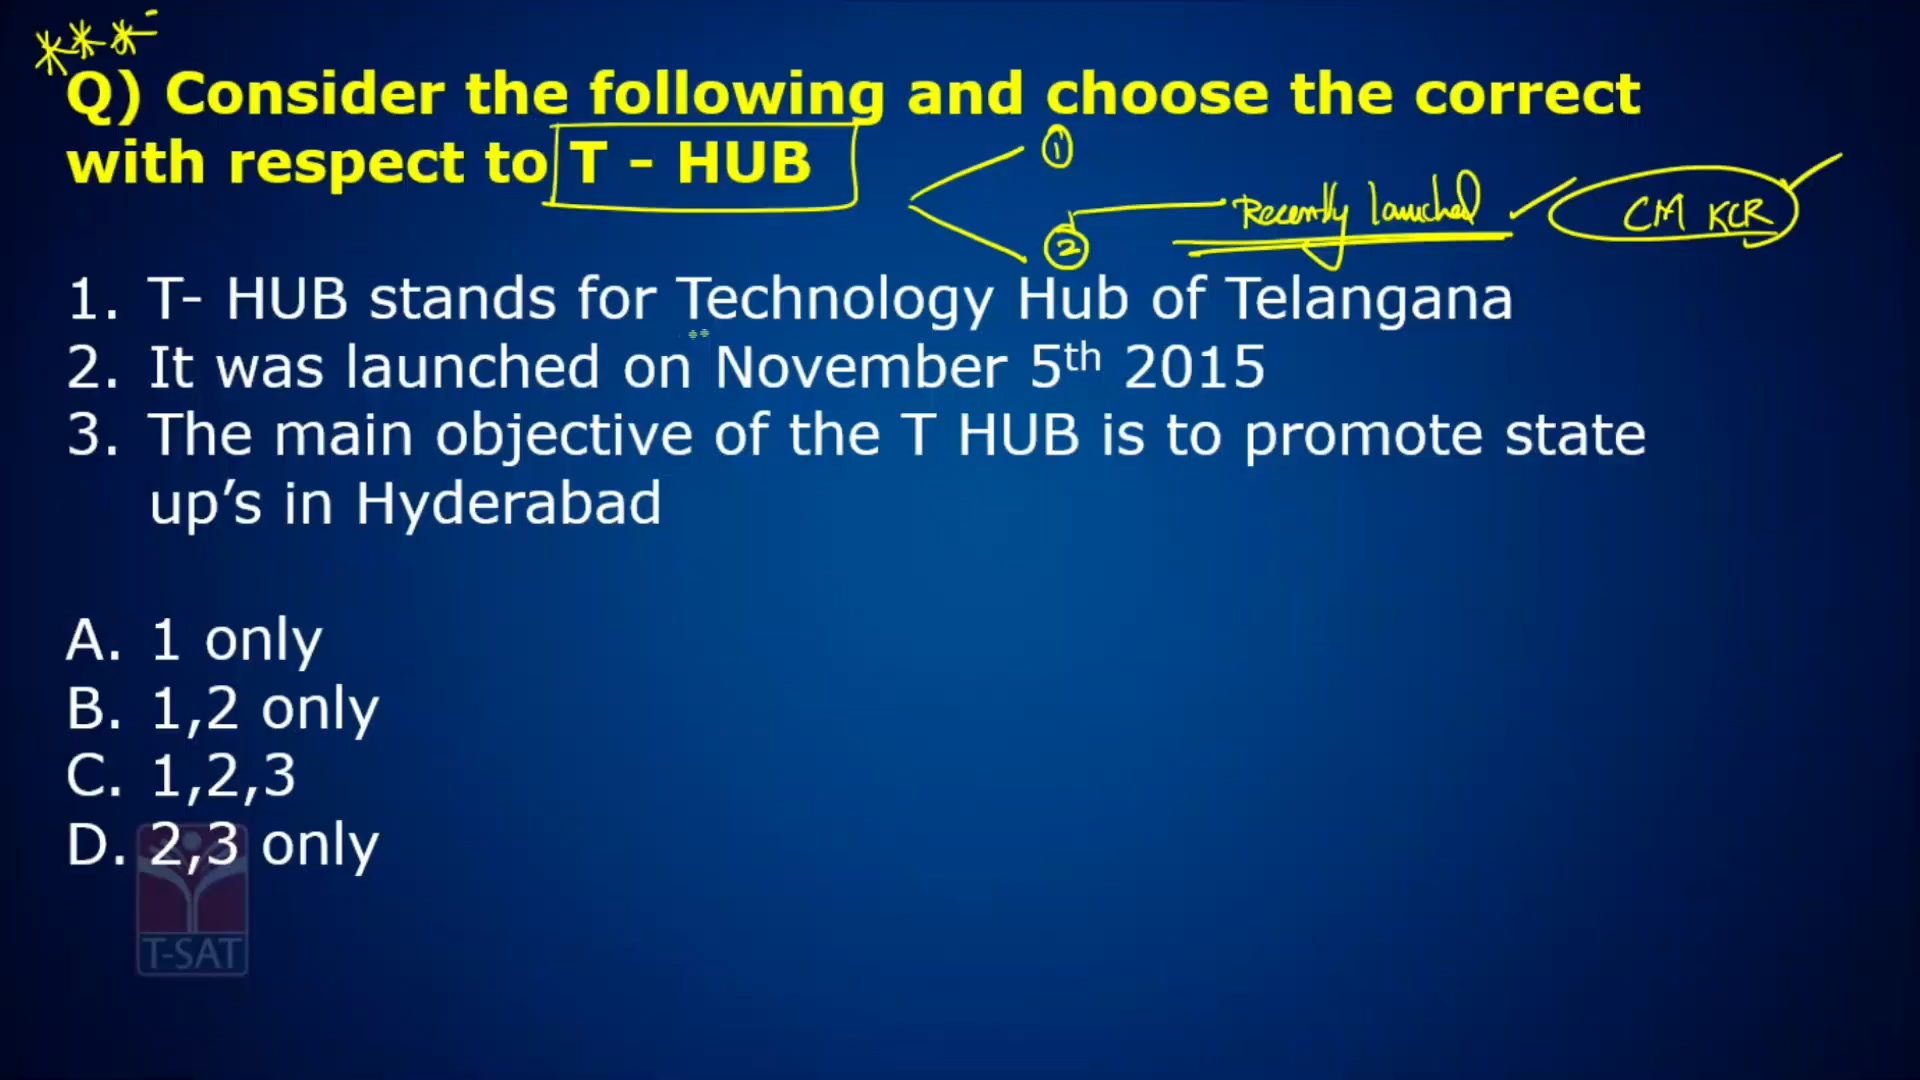 Q) Consider the following and choose the correct
with respect to T - HUB
①
② Recently launched CM KCR
1. T- HUB stands for Technology Hub of Telangana
2. It was launched on November 5th 2015
3. The main objective of the T HUB is to promote state
up’s in Hyderabad
A. 1 only
B. 1,2 only
C. 1,2,3
D. 2,3 only
T-SAT